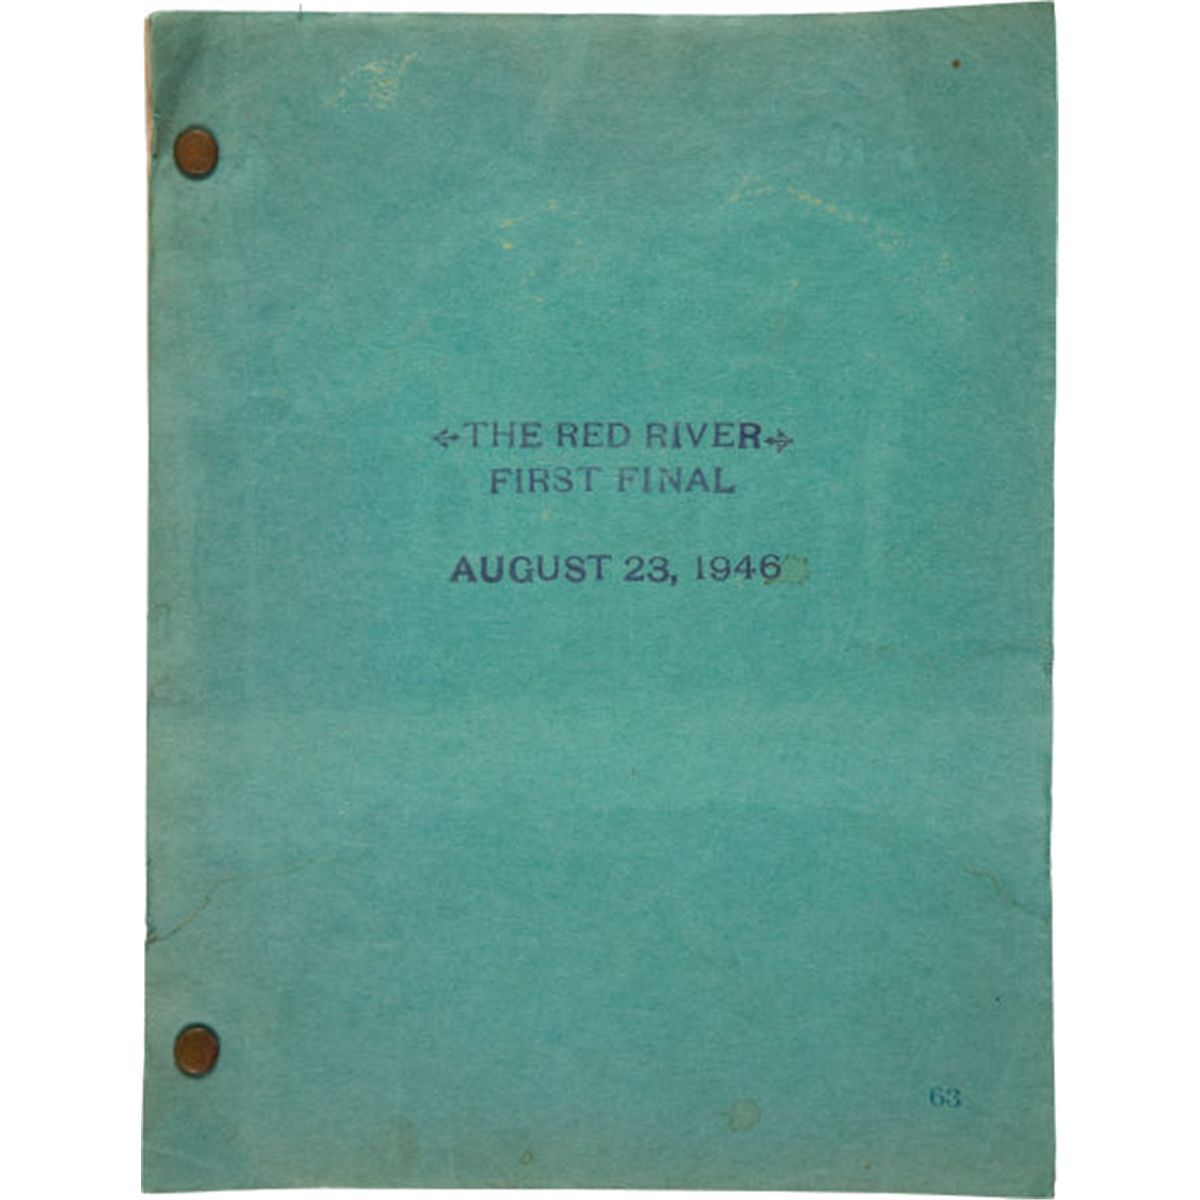 THE RED RIVER
FIRST FINAL
AUGUST 23, 1946
63